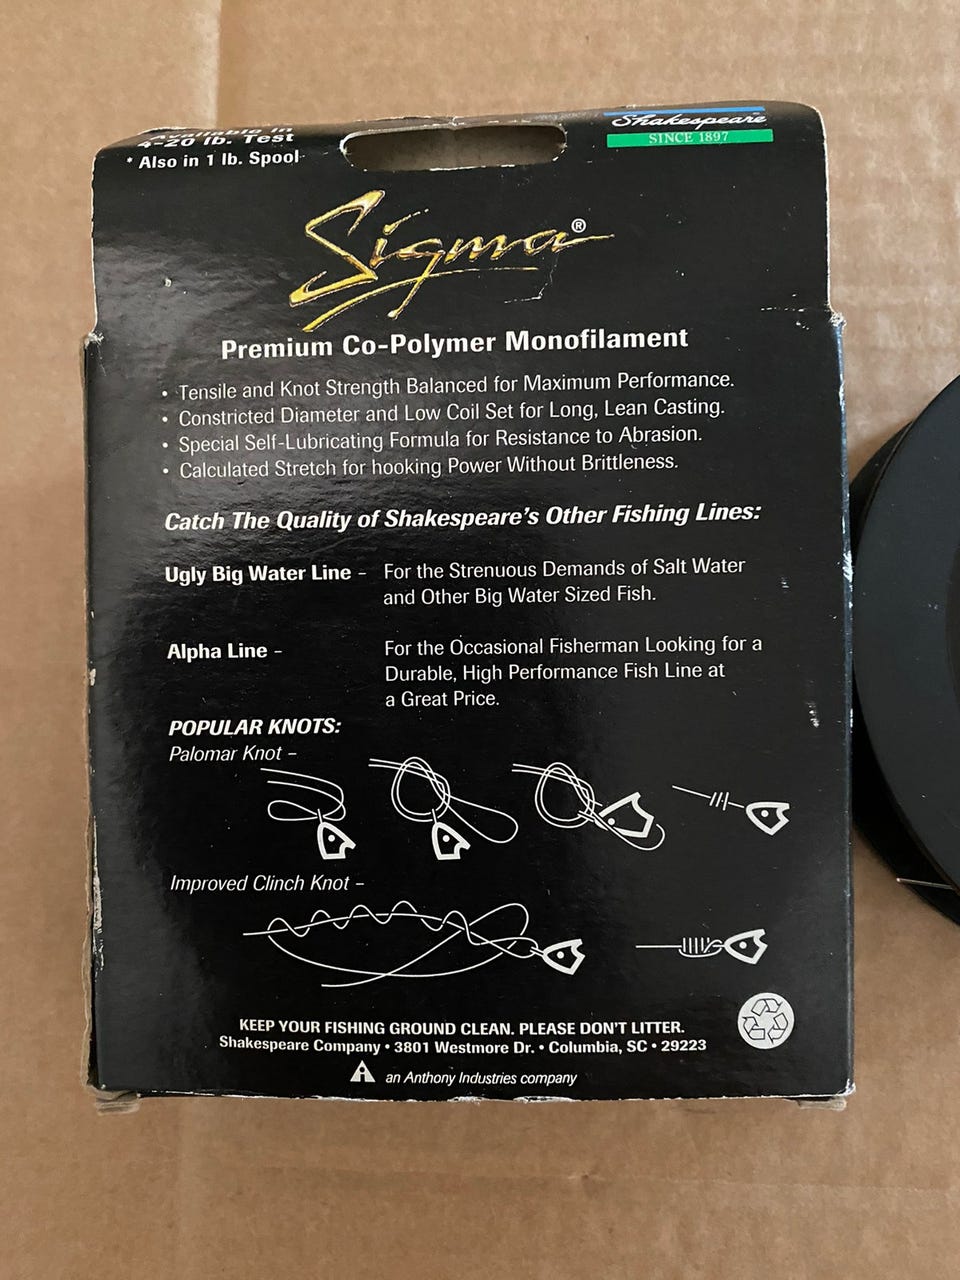 Available in
4-20 lb. Test
* Also in 1 lb. Spool
Shakespeare
SINCE 1897
Sigma®
Premium Co-Polymer Monofilament
• Tensile and Knot Strength Balanced for Maximum Performance.
• Constricted Diameter and Low Coil Set for Long, Lean Casting.
• Special Self-Lubricating Formula for Resistance to Abrasion.
• Calculated Stretch for hooking Power Without Brittleness.
Catch The Quality of Shakespeare's Other Fishing Lines:
Ugly Big Water Line – For the Strenuous Demands of Salt Water
and Other Big Water Sized Fish.
Alpha Line – For the Occasional Fisherman Looking for a
Durable, High Performance Fish Line at
a Great Price.
POPULAR KNOTS:
Palomar Knot –
Improved Clinch Knot –
KEEP YOUR FISHING GROUND CLEAN. PLEASE DON'T LITTER.
Shakespeare Company • 3801 Westmore Dr. • Columbia, SC • 29223
an Anthony Industries company